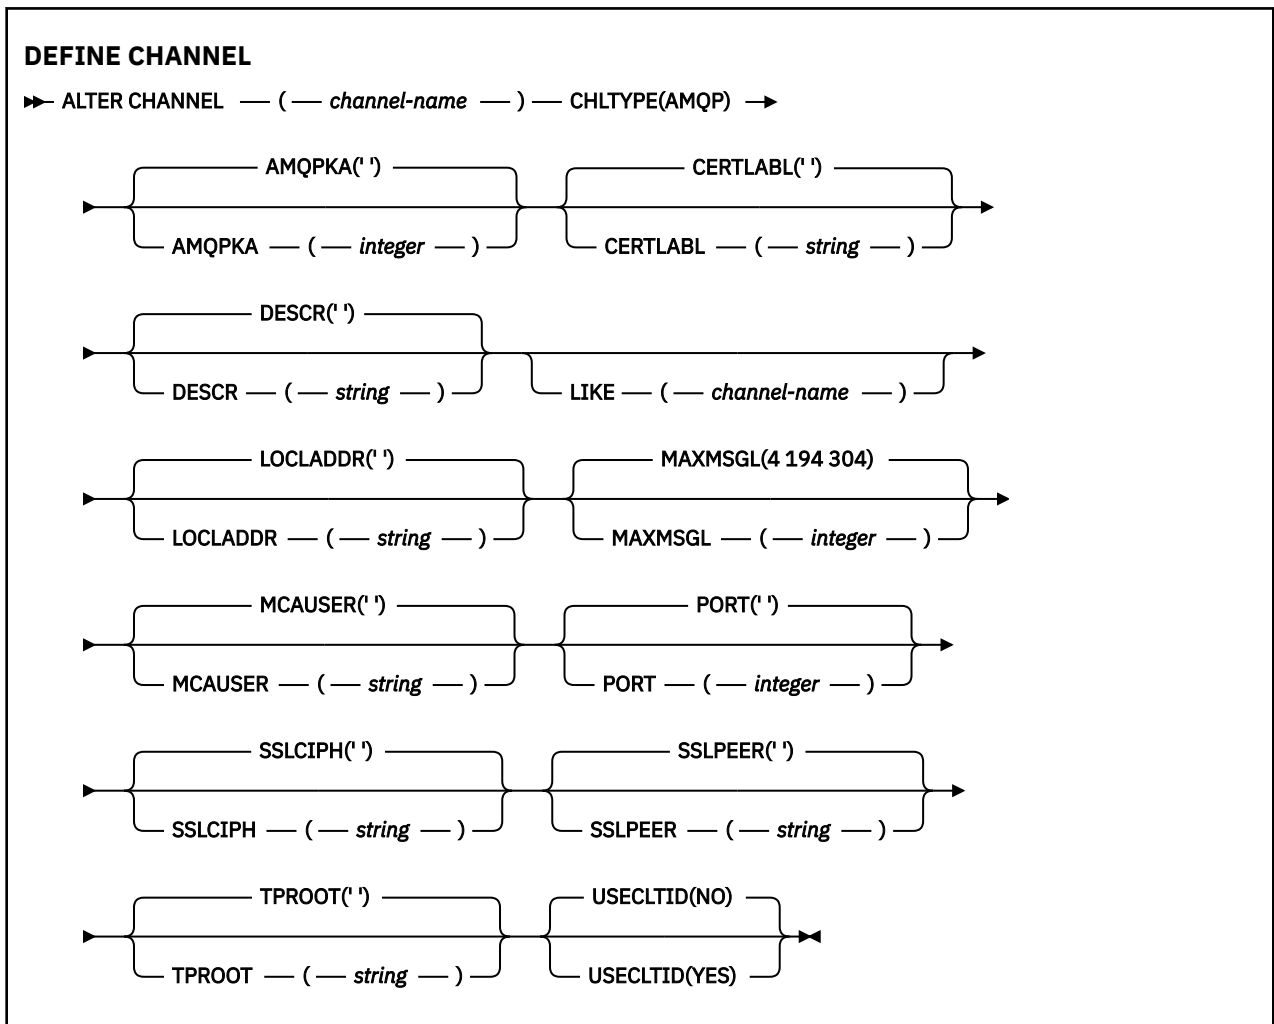 DEFINE CHANNEL
ALTER CHANNEL ( channel-name ) CHLTYPE(AMQP)
AMQPKA(' ') CERTLABL(' ')
AMQPKA ( integer ) CERTLABL ( string )
DESCR(' ')
DESCR ( string ) LIKE ( channel-name )
LOCLADDR(' ') MAXMSGL(4 194 304)
LOCLADDR ( string ) MAXMSGL ( integer )
MCAUSER(' ') PORT(' ')
MCAUSER ( string ) PORT ( integer )
SSLCIPH(' ') SSLPEER(' ')
SSLCIPH ( string ) SSLPEER ( string )
TPROOT(' ') USECLTID(NO)
TPROOT ( string ) USECLTID(YES)